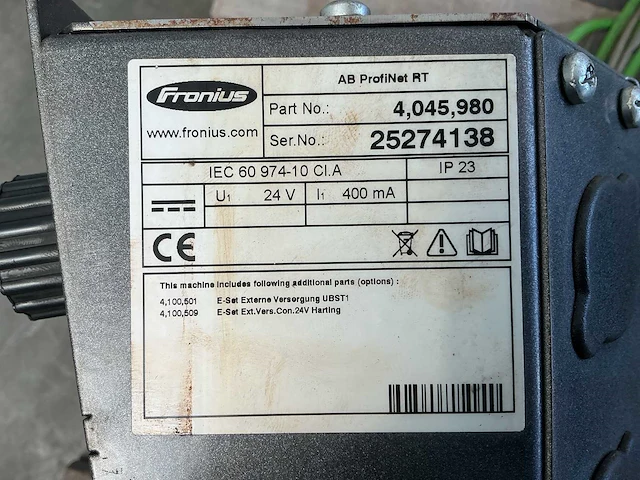 Fronius
www.fronius.com
AB ProfiNet RT
Part No.: 4,045,980
Ser.No.: 25274138
IEC 60 974-10 Cl.A IP 23
U1 24 V I1 400 mA
CE
This machine includes following additional parts (options) :
4,100,501 E-Set Externe Versorgung UBST1
4,100,509 E-Set Ext.Vers.Con.24V Harting